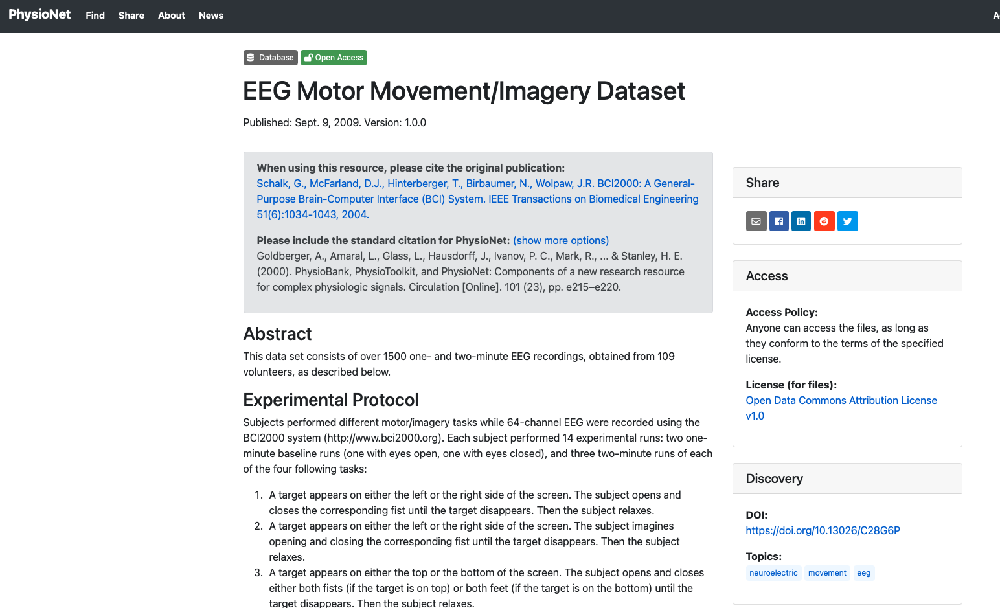 PhysioNet Find Share About News
Database Open Access
EEG Motor Movement/Imagery Dataset
Published: Sept. 9, 2009. Version: 1.0.0
When using this resource, please cite the original publication:
Schalk, G., McFarland, D.J., Hinterberger, T., Birbaumer, N., Wolpaw, J.R. BCI2000: A General-
Purpose Brain-Computer Interface (BCI) System. IEEE Transactions on Biomedical Engineering
51(6):1034-1043, 2004.
Please include the standard citation for PhysioNet: (show more options)
Goldberger, A., Amaral, L., Glass, L., Hausdorff, J., Ivanov, P. C., Mark, R., ... & Stanley, H. E.
(2000). PhysioBank, PhysioToolkit, and PhysioNet: Components of a new research resource
for complex physiologic signals. Circulation [Online]. 101 (23), pp. e215–e220.
Abstract
This data set consists of over 1500 one- and two-minute EEG recordings, obtained from 109
volunteers, as described below.
Experimental Protocol
Subjects performed different motor/imagery tasks while 64-channel EEG were recorded using the
BCI2000 system (http://www.bci2000.org). Each subject performed 14 experimental runs: two one-
minute baseline runs (one with eyes open, one with eyes closed), and three two-minute runs of each
of the four following tasks:
1. A target appears on either the left or the right side of the screen. The subject opens and
closes the corresponding fist until the target disappears. Then the subject relaxes.
2. A target appears on either the left or the right side of the screen. The subject imagines
opening and closing the corresponding fist until the target disappears. Then the subject
relaxes.
3. A target appears on either the top or the bottom of the screen. The subject opens and closes
either both fists (if the target is on top) or both feet (if the target is on the bottom) until the
target disappears. Then the subject relaxes.
Share
Access
Access Policy:
Anyone can access the files, as long as
they conform to the terms of the specified
license.
License (for files):
Open Data Commons Attribution License
v1.0
Discovery
DOI:
https://doi.org/10.13026/C28G6P
Topics:
neuroelectric movement eeg